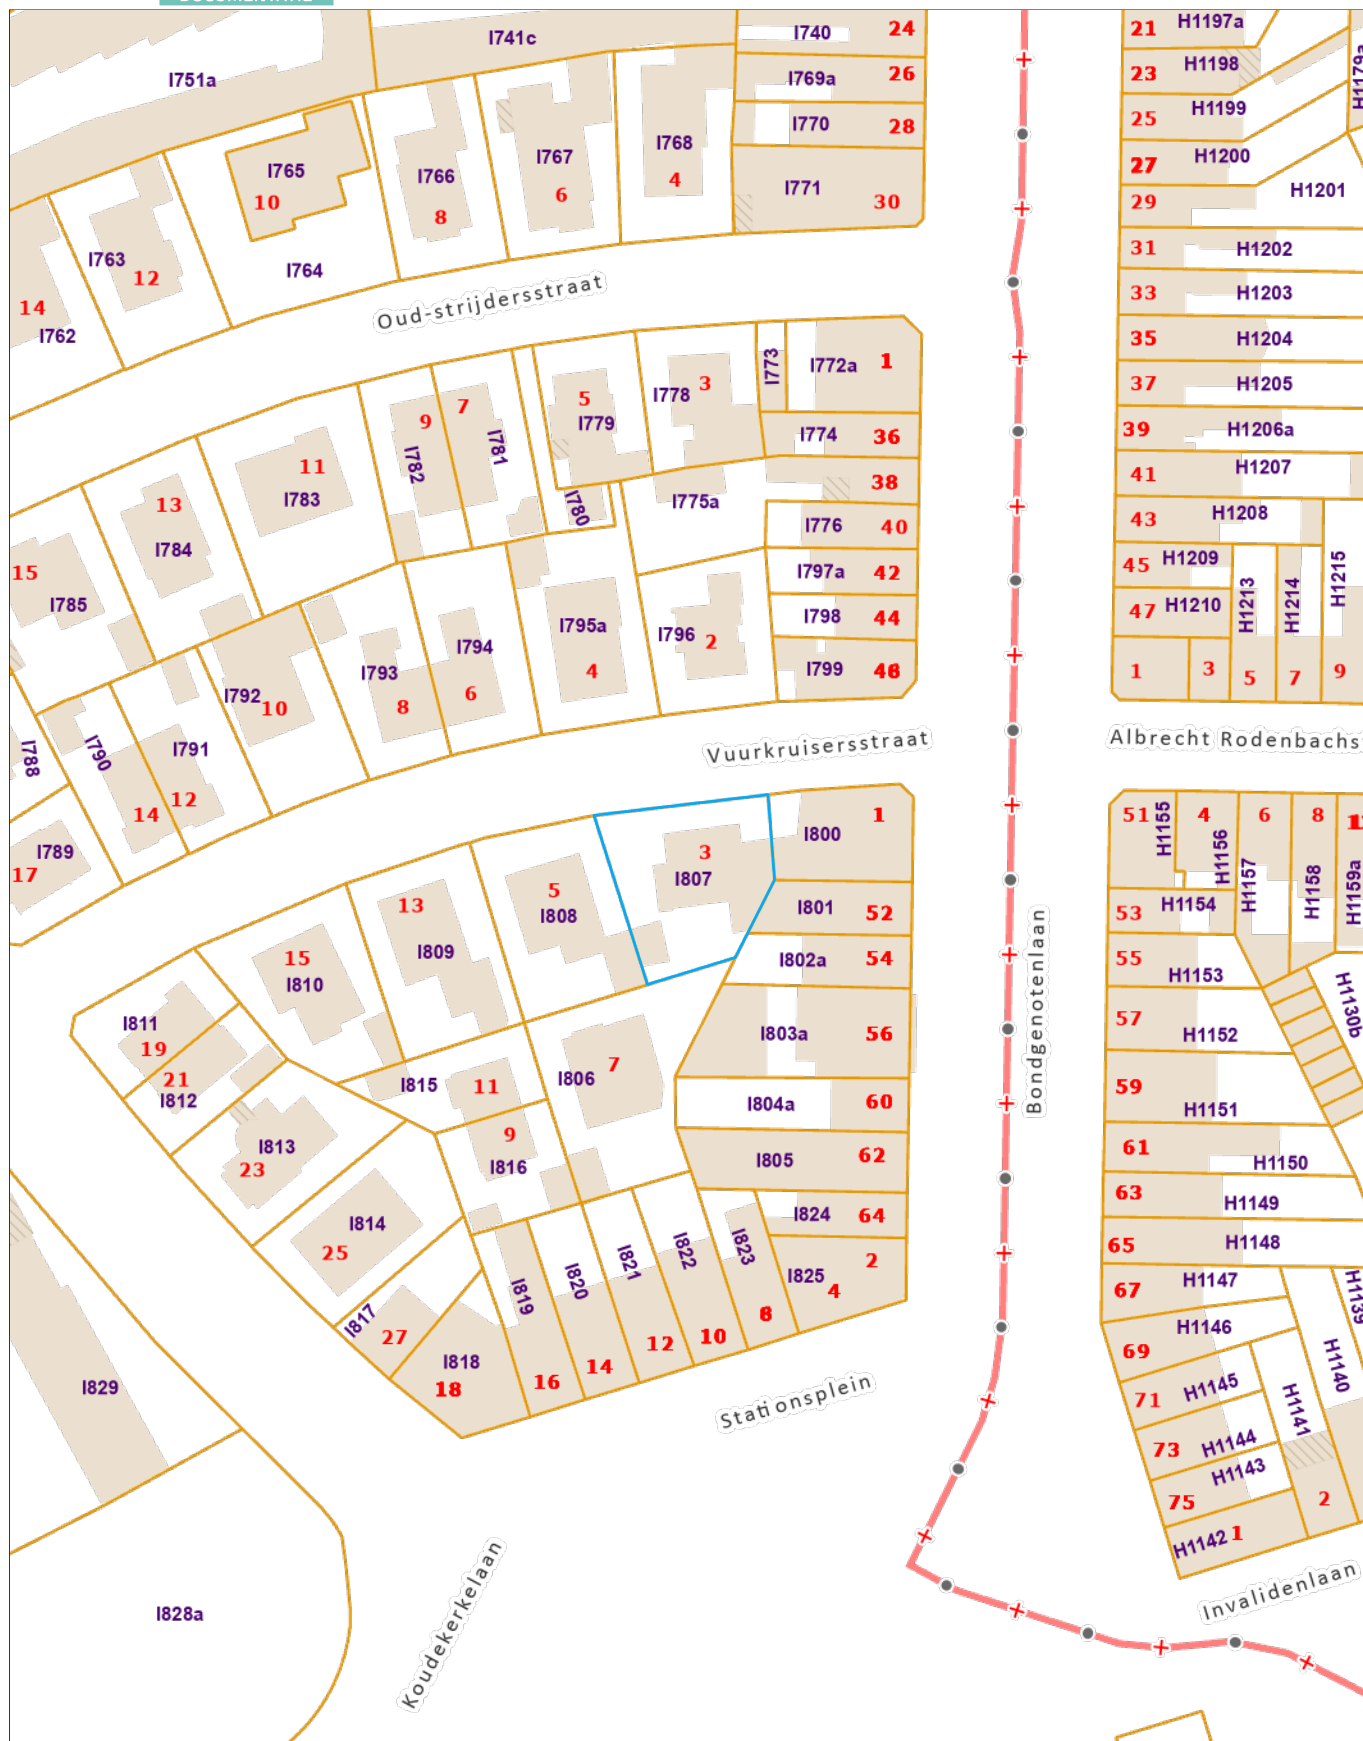 I741c
I740
24
21
H1197a
I751a
I769a
26
23
H1198
H1179a
I770
28
25
H1199
I765
10
I766
8
I767
6
I768
4
I771
30
27
H1200
29
H1201
I763
12
I764
14
I762
Oud-strijdersstraat
31
H1202
33
H1203
I773
I772a
1
35
H1204
I778
3
37
H1205
5
I779
7
9
I781
I782
I774
36
39
H1206a
11
I783
41
H1207
13
I784
I780
I775a
38
I776
40
43
H1208
15
I785
I797a
42
45
H1209
H1213
H1214
H1215
I798
44
47
H1210
I795a
4
I796
2
I794
6
I793
8
I799
48
1
3
5
7
9
I792
10
I788
I790
14
I791
12
Vuurkruisersstraat
Albrecht Rodenbachs
I789
17
I800
1
51
H1155
4
H1156
6
H1157
8
H1158
H1159a
3
I807
5
I808
I801
52
53
H1154
13
I809
I802a
54
55
H1153
15
I810
Bondgenotenlaan
H1130b
I811
19
I803a
56
57
H1152
21
I812
I815
11
I806
7
I804a
60
59
H1151
9
I816
I813
23
I805
62
61
H1150
63
H1149
I814
25
I824
64
65
H1148
I819
I820
I821
I822
I823
I825
2
4
67
H1147
H1139
I817
27
H1146
69
H1140
I818
18
16
14
12
10
8
I829
Stationsplein
71
H1145
H1141
73
H1144
H1143
75
2
H1142
1
Koudekerkelaan
Invalidenlaan
I828a